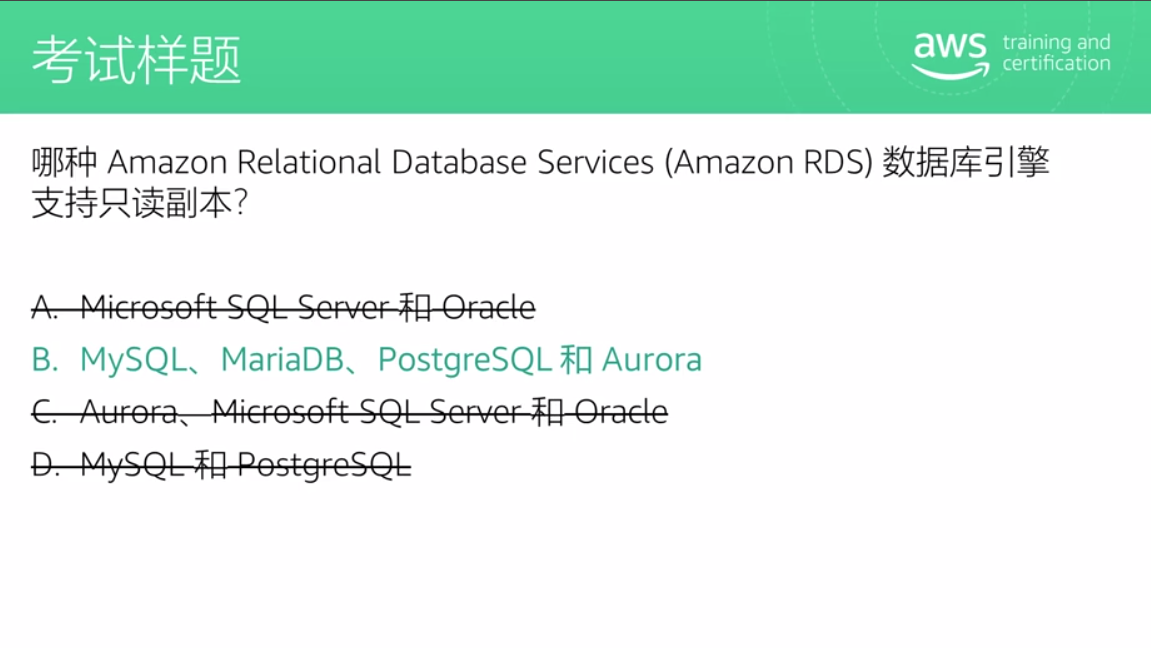 考试样题
aws training and
certification
哪种 Amazon Relational Database Services (Amazon RDS) 数据库引擎
支持只读副本？
A. Microsoft SQL Server 和 Oracle
B. MySQL、MariaDB、PostgreSQL 和 Aurora
C. Aurora、Microsoft SQL Server 和 Oracle
D. MySQL 和 PostgreSQL